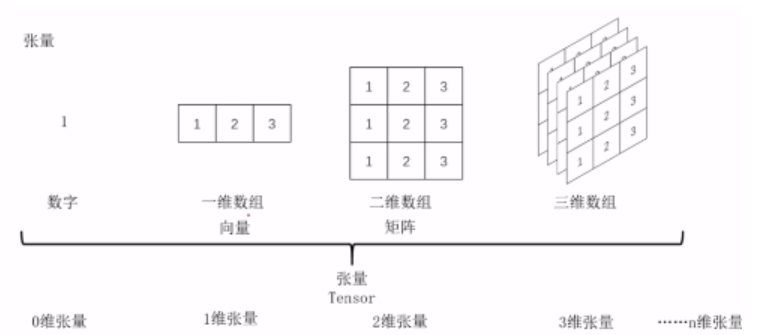 张量
1
1 2 3
1 2 3
1 2 3
1 2 3
1 2 3
1 2 3
1 2 3
数字
一维数组
二维数组
三维数组
向量
矩阵
张量
Tensor
0维张量
1维张量
2维张量
3维张量
……n维张量